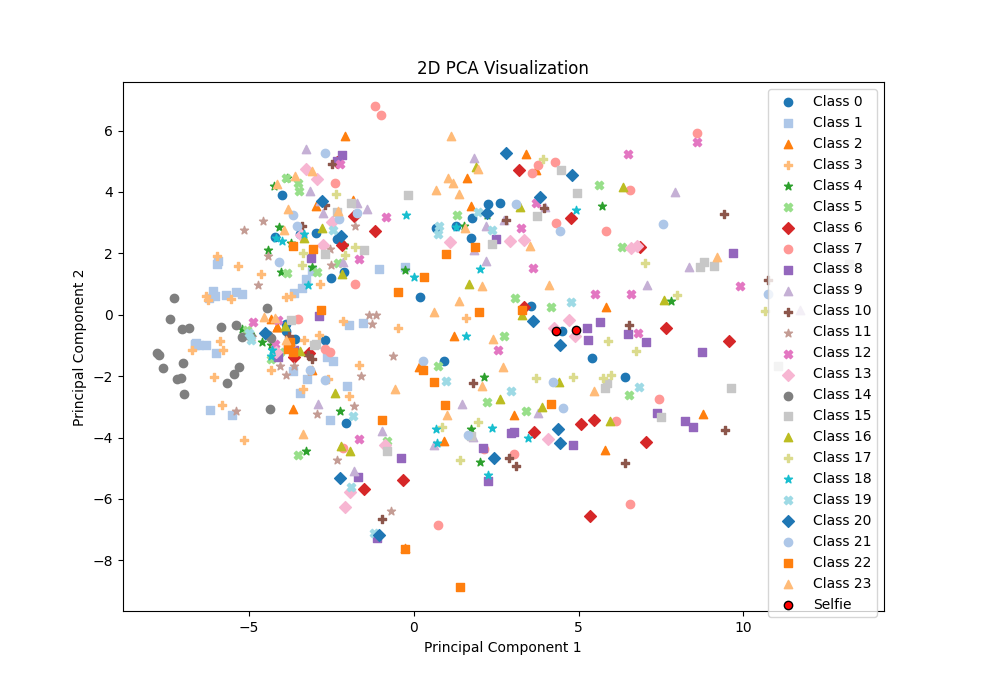 2D PCA Visualization
Principal Component 2
6
4
2
0
−2
−4
−6
−8
−5
0
5
10
Principal Component 1
Class 0
Class 1
Class 2
Class 3
Class 4
Class 5
Class 6
Class 7
Class 8
Class 9
Class 10
Class 11
Class 12
Class 13
Class 14
Class 15
Class 16
Class 17
Class 18
Class 19
Class 20
Class 21
Class 22
Class 23
Selfie